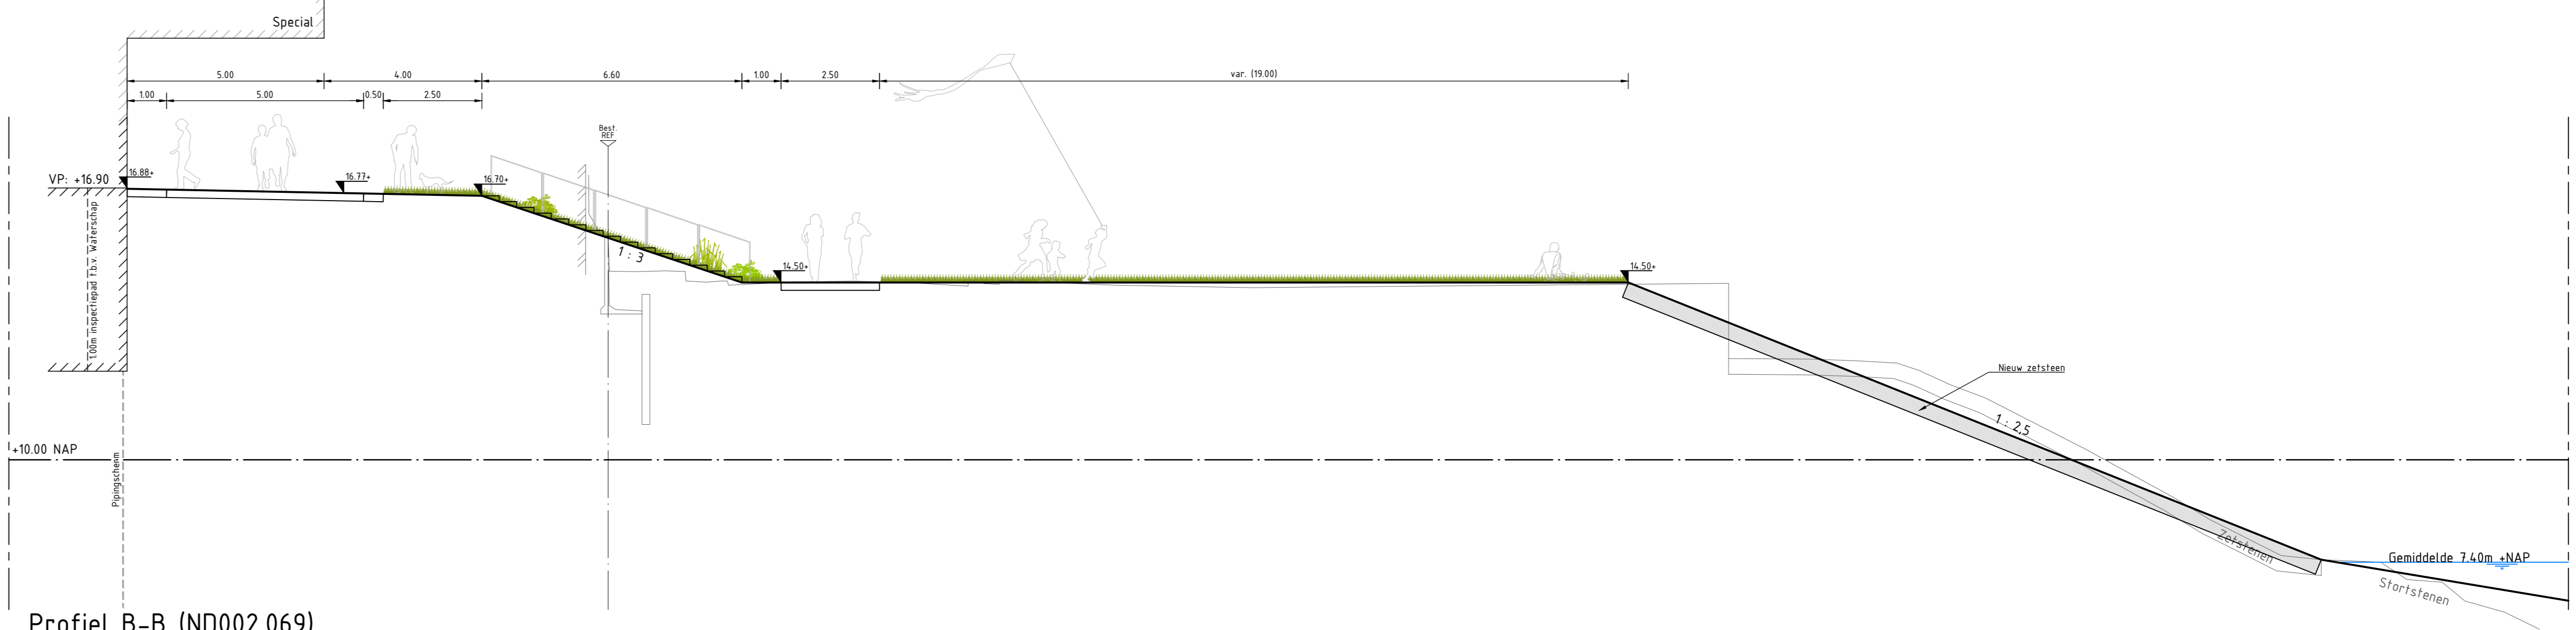 Special
5.00
4.00
6.60
1.00
2.50
var. (19.00)
1.00
5.00
0.50
2.50
Best.
REF
VP: +16.90
16.88+
16.77+
16.70+
1.00m inspectiepad t.b.v. Waterschap
1 : 3
14.50+
14.50+
Nieuw zetsteen
1 : 2,5
+10.00 NAP
Pipingscherm
Zetstenen
Gemiddelde 7.40m +NAP
Stortstenen
Profiel B-B (ND002.069)